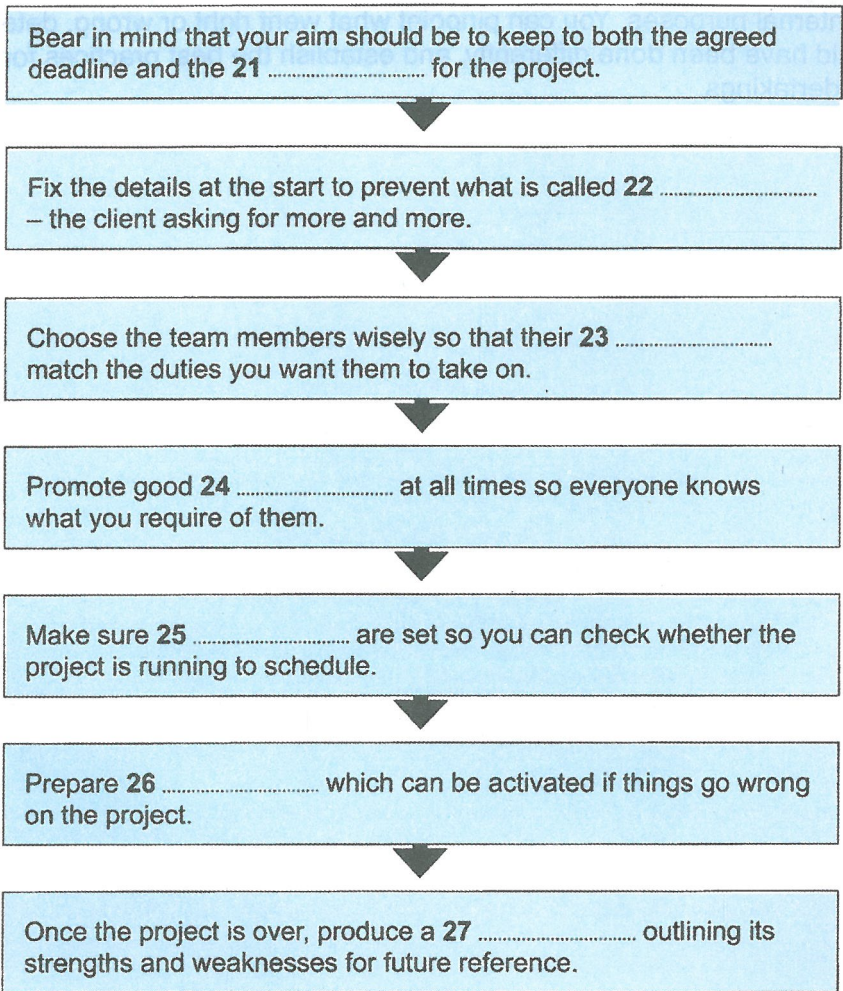 Bear in mind that your aim should be to keep to both the agreed
deadline and the 21 .............................. for the project.
Fix the details at the start to prevent what is called 22 ..............................
– the client asking for more and more.
Choose the team members wisely so that their 23 ..............................
match the duties you want them to take on.
Promote good 24 .............................. at all times so everyone knows
what you require of them.
Make sure 25 .............................. are set so you can check whether the
project is running to schedule.
Prepare 26 .............................. which can be activated if things go wrong
on the project.
Once the project is over, produce a 27 .............................. outlining its
strengths and weaknesses for future reference.